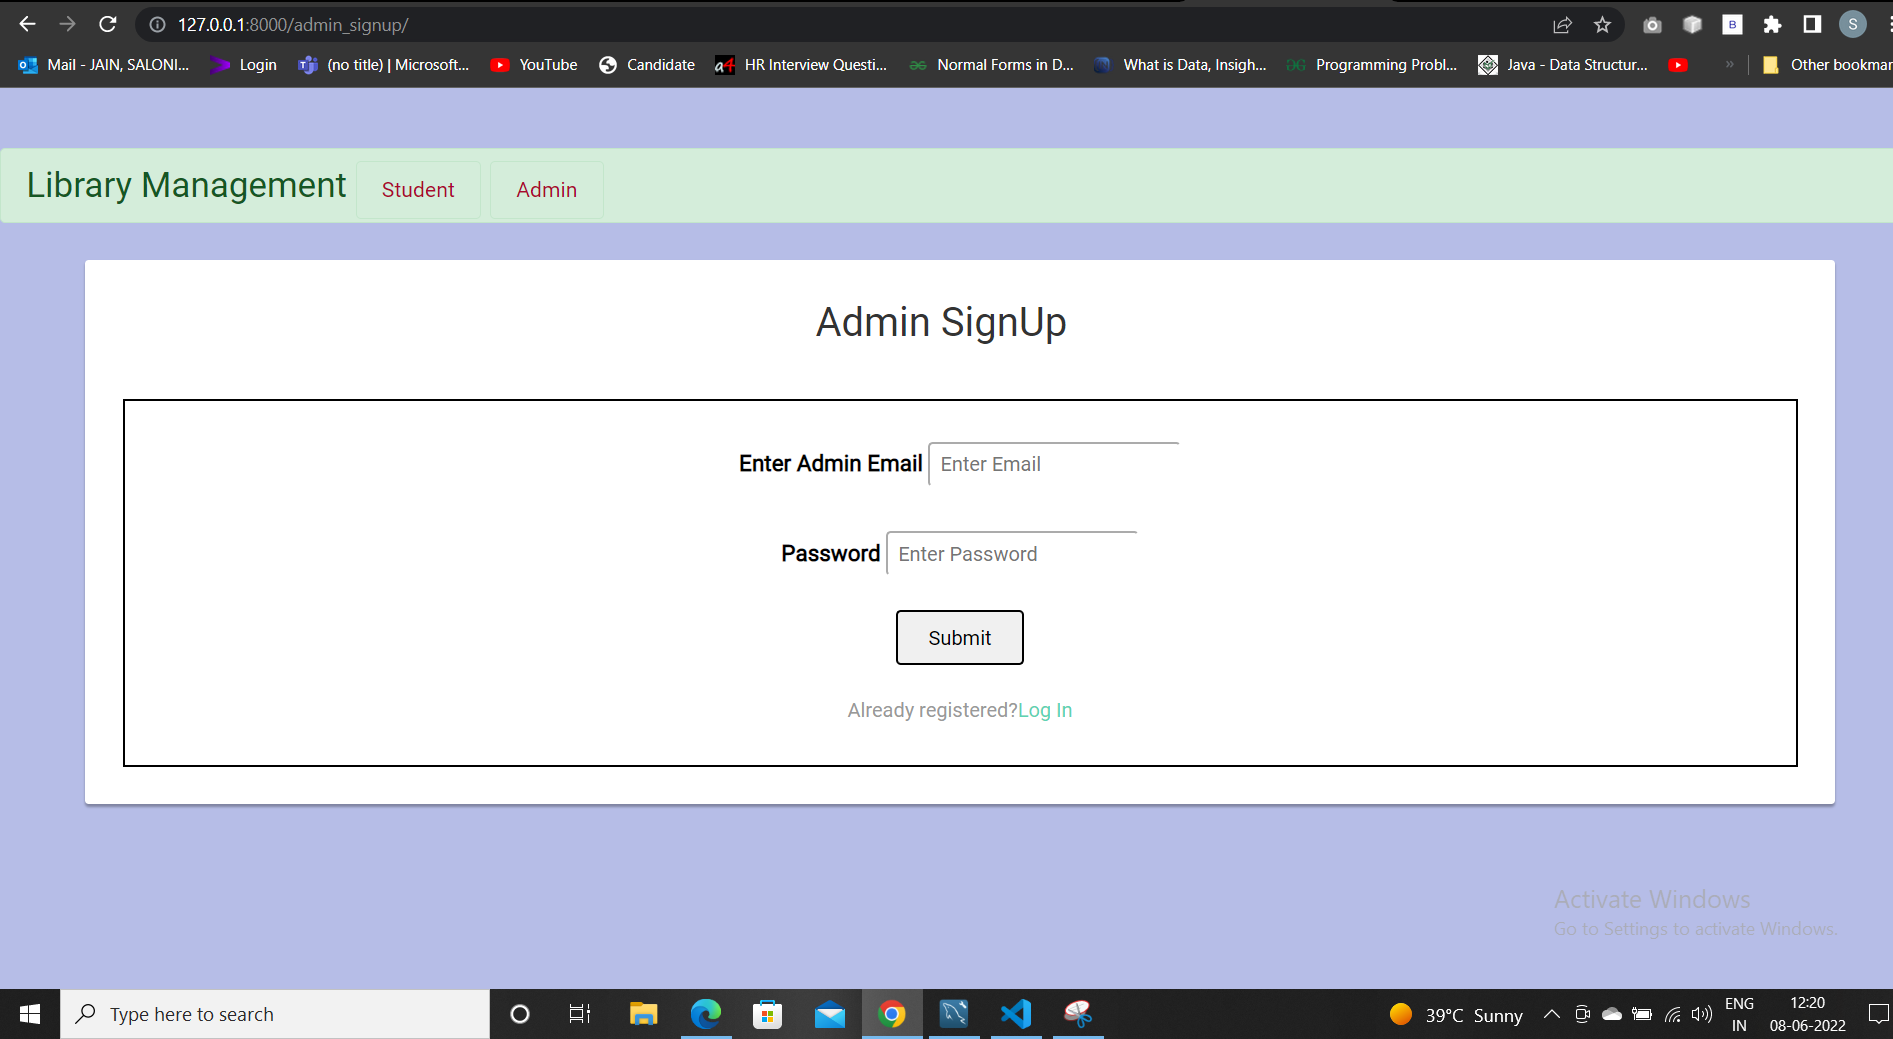 127.0.0.1:8000/admin_signup/
B
S
Mail - JAIN, SALONI... Login (no title) | Microsoft... YouTube Candidate HR Interview Questi... Normal Forms in D... What is Data, Insigh... Programming Probl... Java - Data Structur... » Other bookmar
Library Management Student Admin
Admin SignUp
Enter Admin Email Enter Email
Password Enter Password
Submit
Already registered?Log In
Activate Windows
Go to Settings to activate Windows.
Type here to search
39°C Sunny
ENG
IN
12:20
08-06-2022